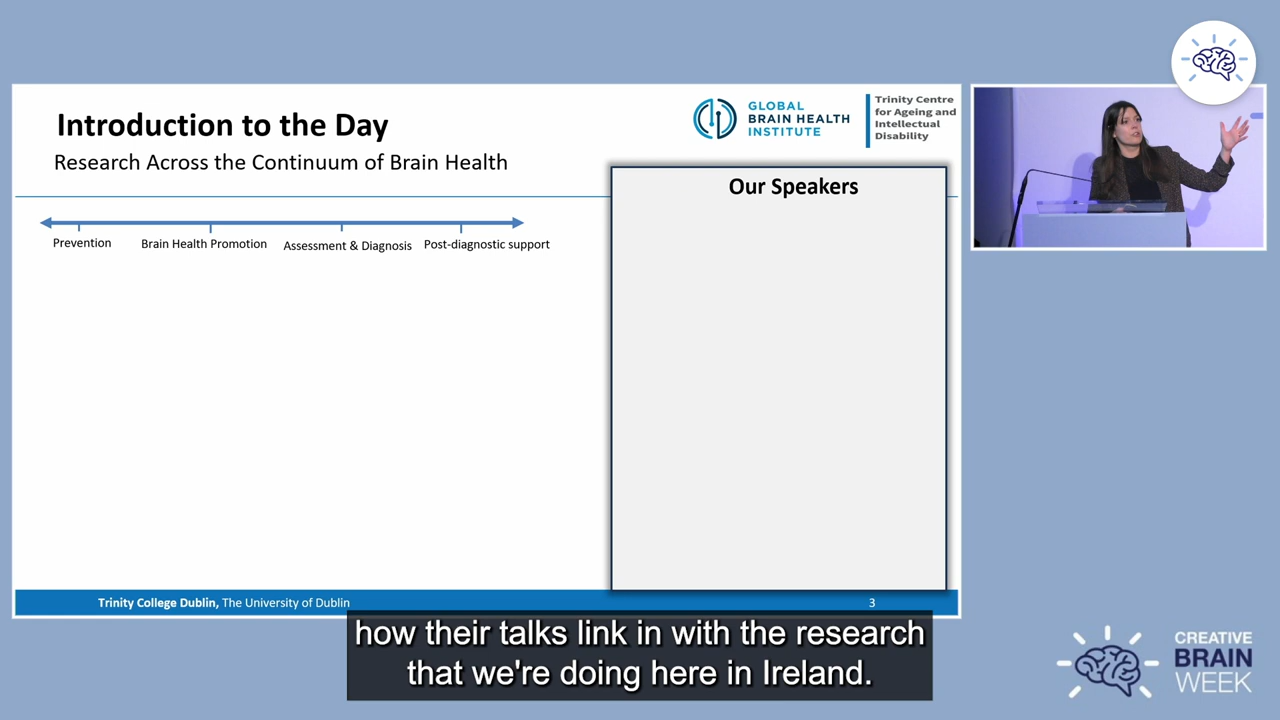 Introduction to the Day
Research Across the Continuum of Brain Health
GLOBAL
BRAIN HEALTH
INSTITUTE
Trinity Centre
for Ageing and
Intellectual
Disability
Our Speakers
Prevention
Brain Health Promotion
Assessment & Diagnosis
Post-diagnostic support
Trinity College Dublin, The University of Dublin
3
how their talks link in with the research
that we're doing here in Ireland.
CREATIVE
BRAIN
WEEK